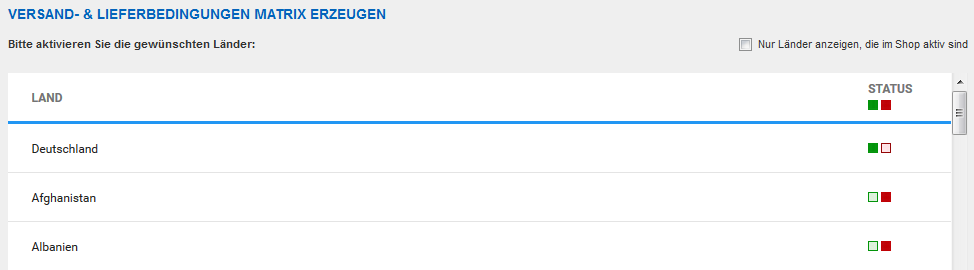 VERSAND- & LIEFERBEDINGUNGEN MATRIX ERZEUGEN
Bitte aktivieren Sie die gewünschten Länder: Nur Länder anzeigen, die im Shop aktiv sind
LAND STATUS
Deutschland
Afghanistan
Albanien